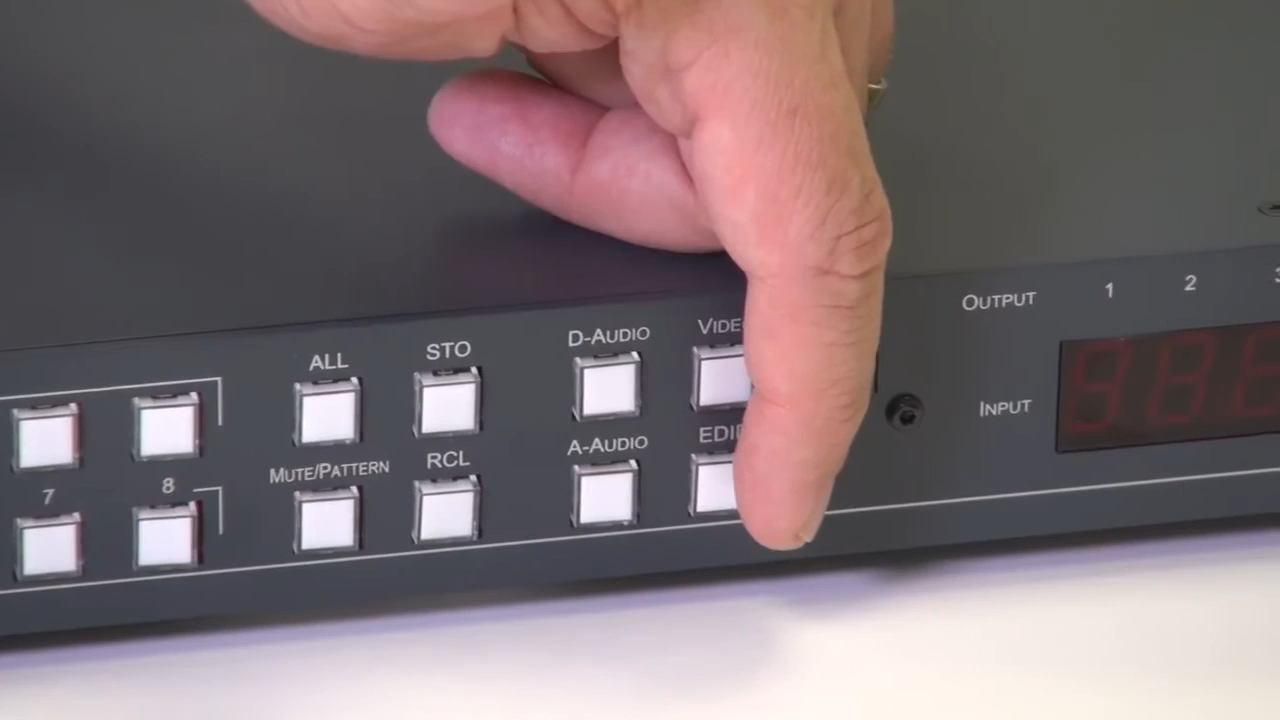 ALL STO D-AUDIO
MUTE/PATTERN RCL A-AUDIO
7 8
OUTPUT 1 2
INPUT